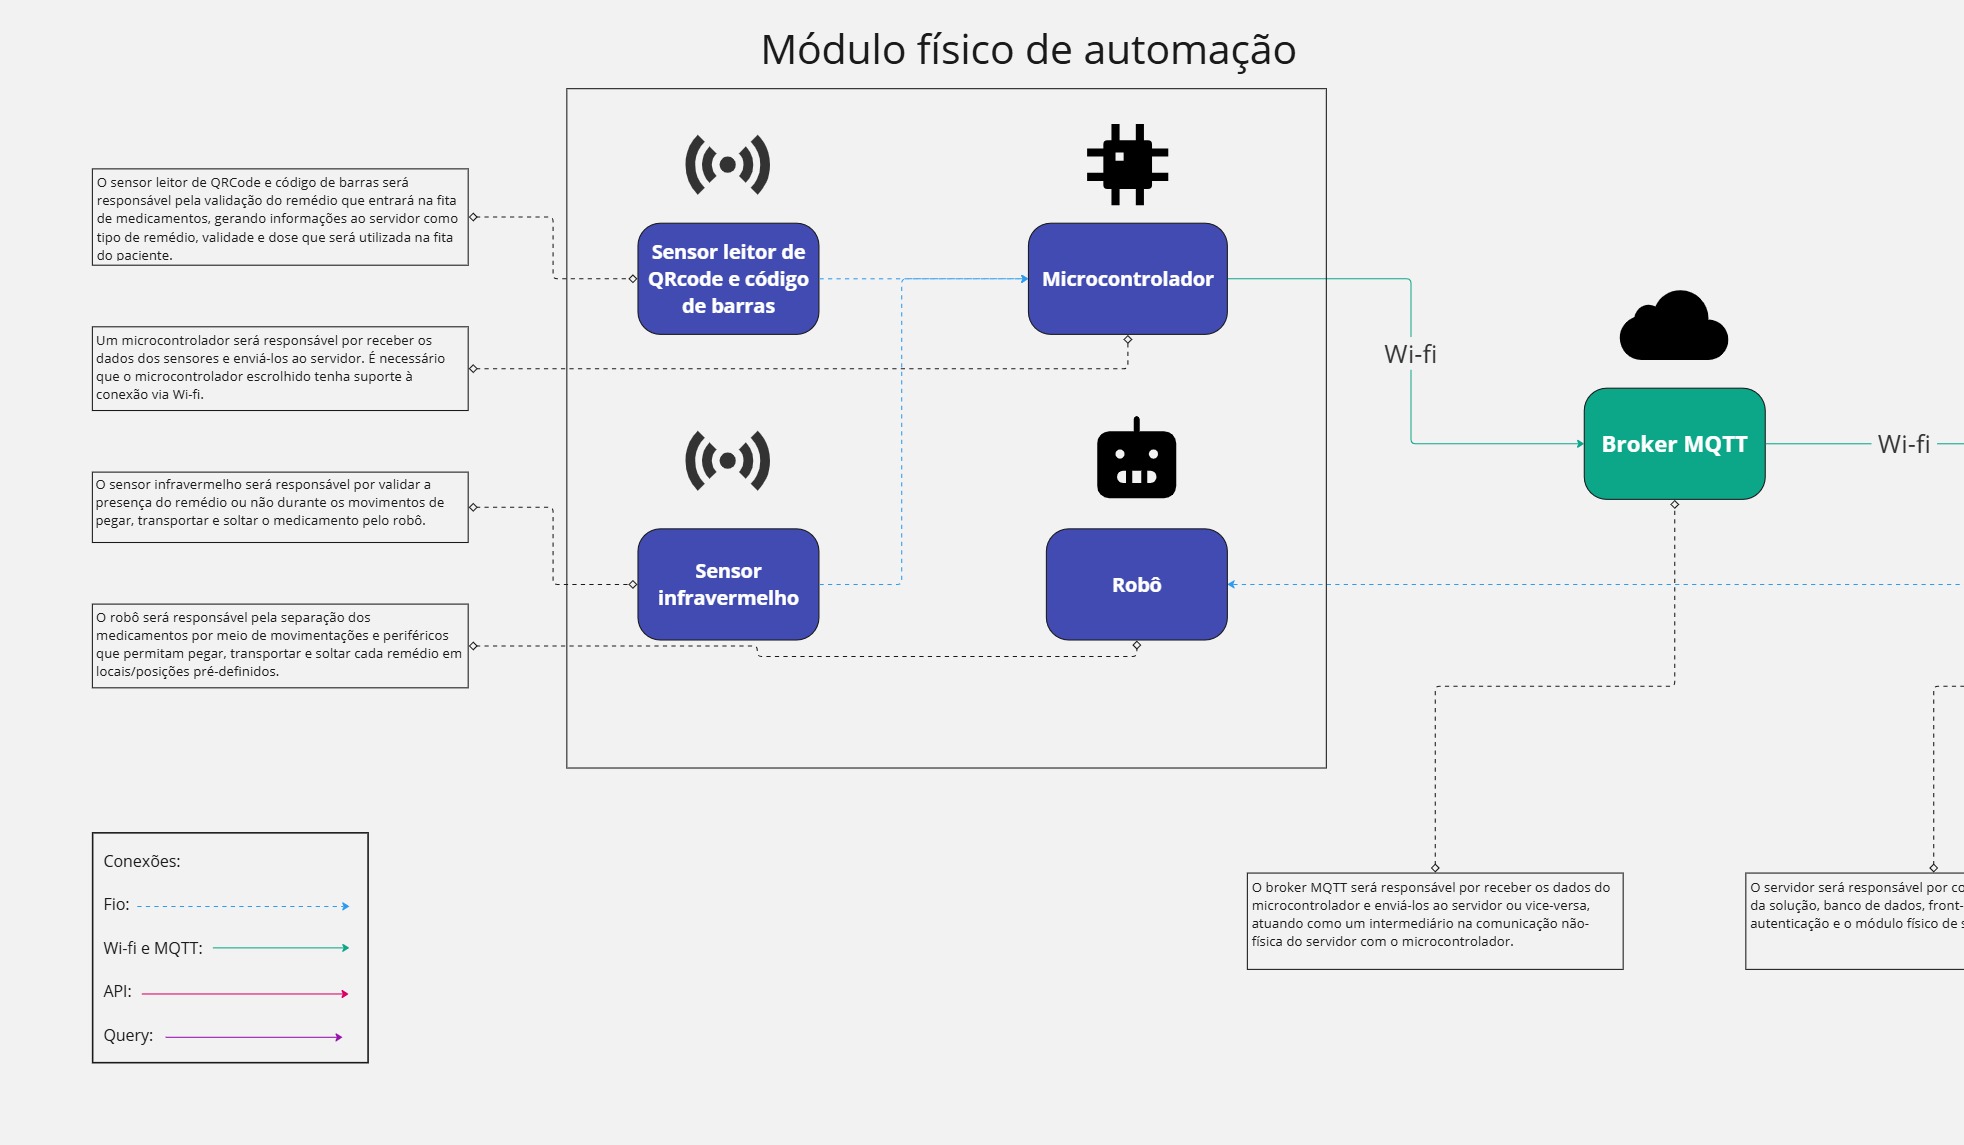 Módulo físico de automação
O sensor leitor de QRCode e código de barras será
responsável pela validação do remédio que entrará na fita
de medicamentos, gerando informações ao servidor como
tipo de remédio, validade e dose que será utilizada na fita
do paciente.
Um microcontrolador será responsável por receber os
dados dos sensores e enviá-los ao servidor. É necessário
que o microcontrolador escrolhido tenha suporte à
conexão via Wi-fi.
O sensor infravermelho será responsável por validar a
presença do remédio ou não durante os movimentos de
pegar, transportar e soltar o medicamento pelo robô.
O robô será responsável pela separação dos
medicamentos por meio de movimentações e periféricos
que permitam pegar, transportar e soltar cada remédio em
locais/posições pré-definidos.
Sensor leitor de
QRcode e código
de barras
Microcontrolador
Sensor
infravermelho
Robô
Wi-fi
Broker MQTT
Wi-fi
Conexões:
Fio:
Wi-fi e MQTT:
API:
Query:
O broker MQTT será responsável por receber os dados do
microcontrolador e enviá-los ao servidor ou vice-versa,
atuando como um intermediário na comunicação não-
física do servidor com o microcontrolador.
O servidor será responsável por
da solução, banco de dados, front-
autenticação e o módulo físico de